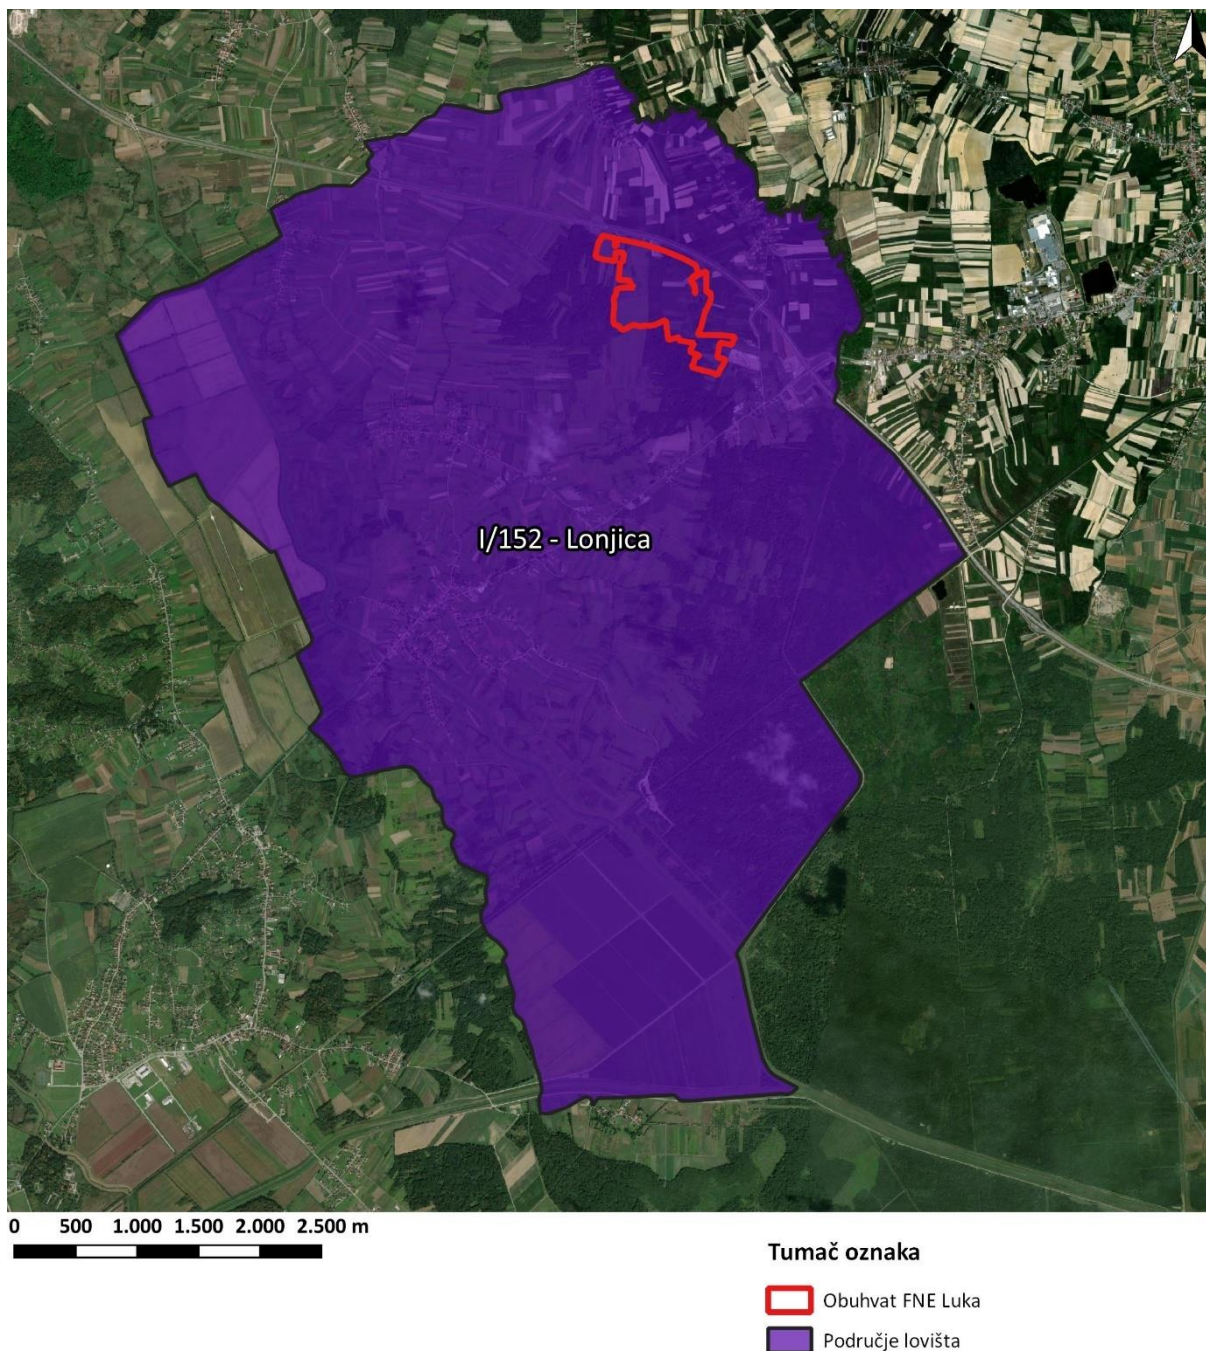 I/152 - Lonjica
0 500 1.000 1.500 2.000 2.500 m
Tumač oznaka
Obuhvat FNE Luka
Područje lovišta